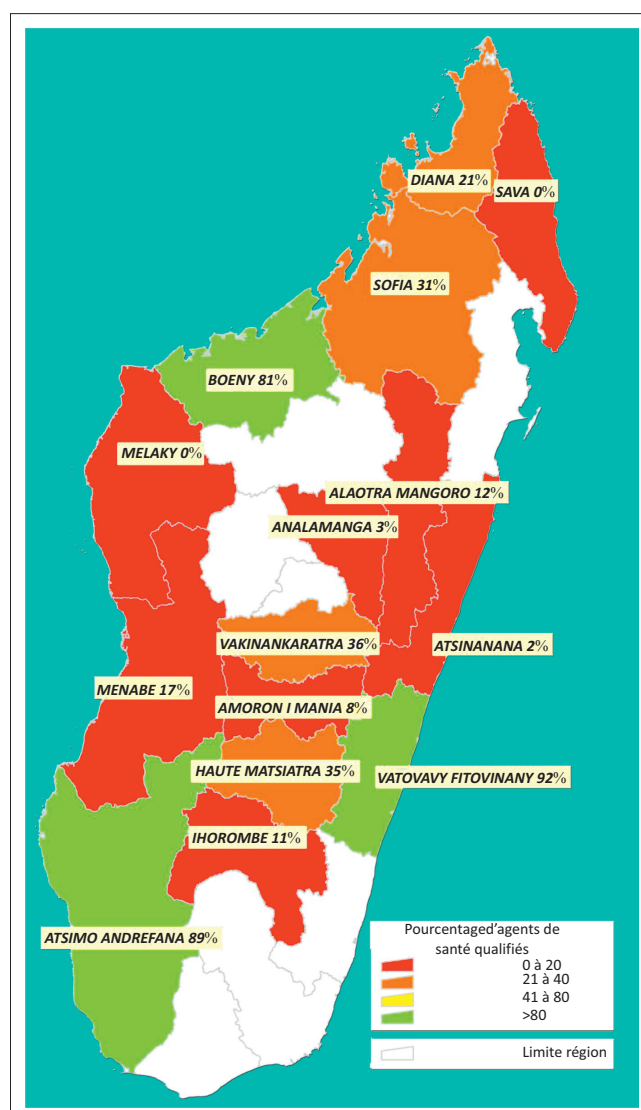 DIANA 21%
SAVA 0%
SOFIA 31%
BOENY 81%
MELAKY 0%
ALAOTRA MANGORO 12%
ANALAMANGA 3%
VAKINANKARATRA 36%
ATSINANANA 2%
MENABE 17%
AMORON I MANIA 8%
HAUTE MATSIATRA 35%
VATOVAVY FITOVINANY 92%
IHOROMBE 11%
ATSIMO ANDREFANA 89%
Pourcentaged’agents de
santé qualifiés
0 à 20
21 à 40
41 à 80
>80
Limite région